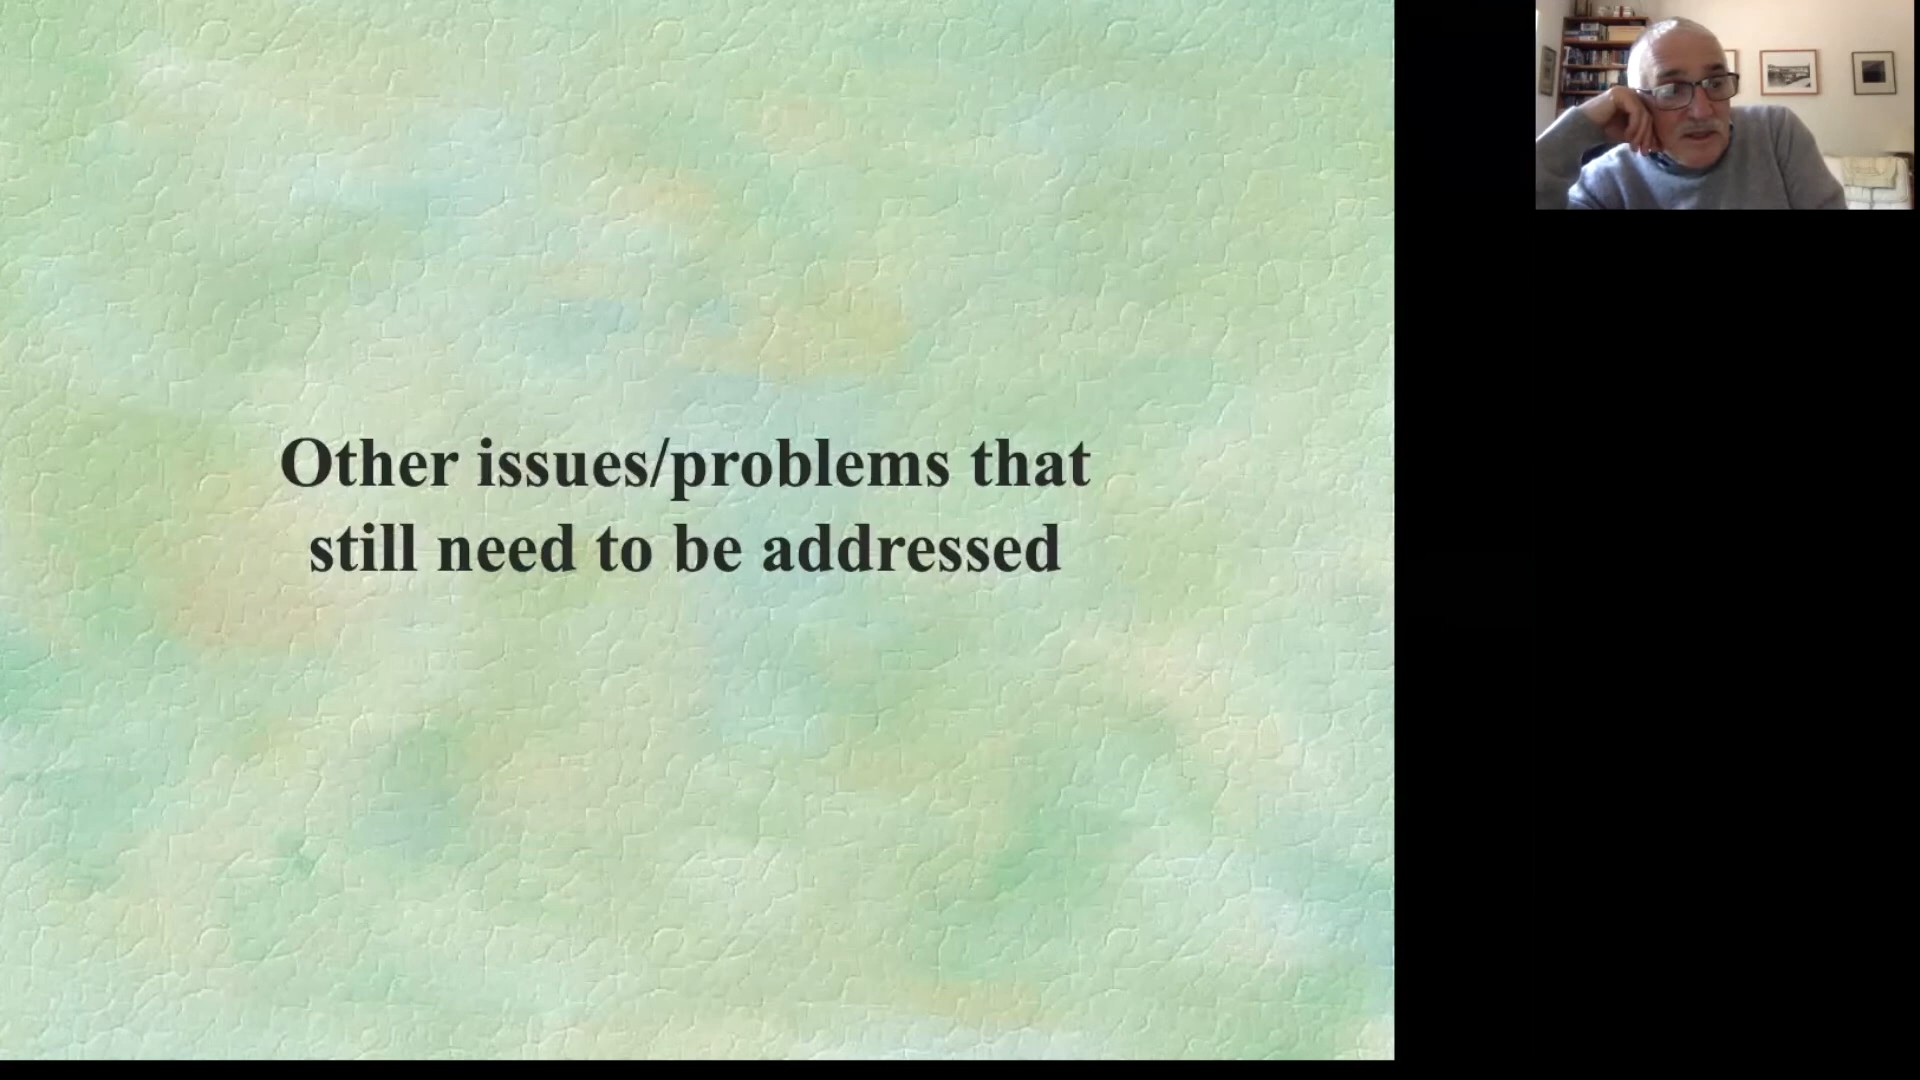 Other issues/problems that
still need to be addressed